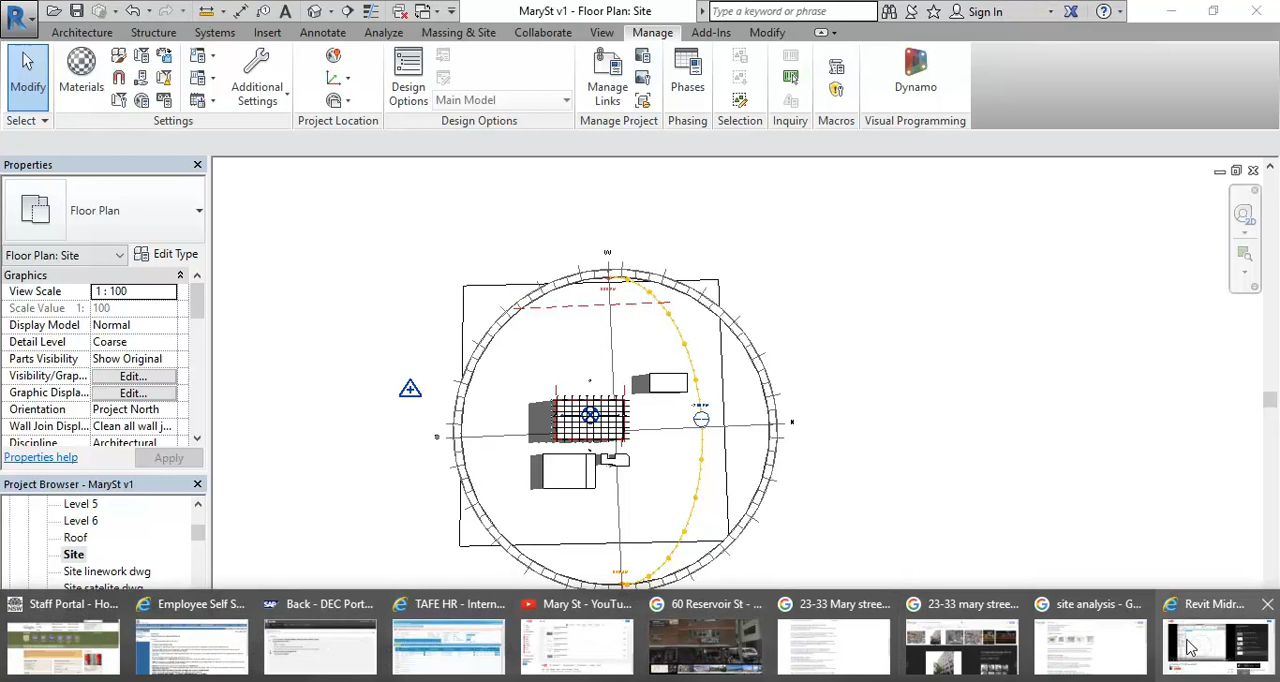 MarySt v1 - Floor Plan: Site
Type a keyword or phrase
Sign In
Architecture Structure Systems Insert Annotate Analyze Massing & Site Collaborate View Manage Add-Ins Modify
Modify
Materials
Additional
Settings
Design
Options
Main Model
Manage
Links
Phases
Dynamo
Select
Settings
Project Location
Design Options
Manage Project
Phasing
Selection
Inquiry
Macros
Visual Programming
Properties
Floor Plan
Floor Plan: Site
Edit Type
Graphics
View Scale 1 : 100
Scale Value 1: 100
Display Model Normal
Detail Level Coarse
Parts Visibility Show Original
Visibility/Grap... Edit...
Graphic Displa... Edit...
Orientation Project North
Wall Join Displ... Clean all wall j...
Discipline Architectural
Properties help
Apply
Project Browser - MarySt v1
Level 5
Level 6
Roof
Site
Site linework dwg
Site satelite dwg
2D
Staff Portal - Ho...
Employee Self S...
Back - DEC Port...
TAFE HR - Intern...
Mary St - YouTu...
60 Reservoir St - ...
23-33 Mary stree...
23-33 mary stree...
site analysis - G...
Revit Midr...